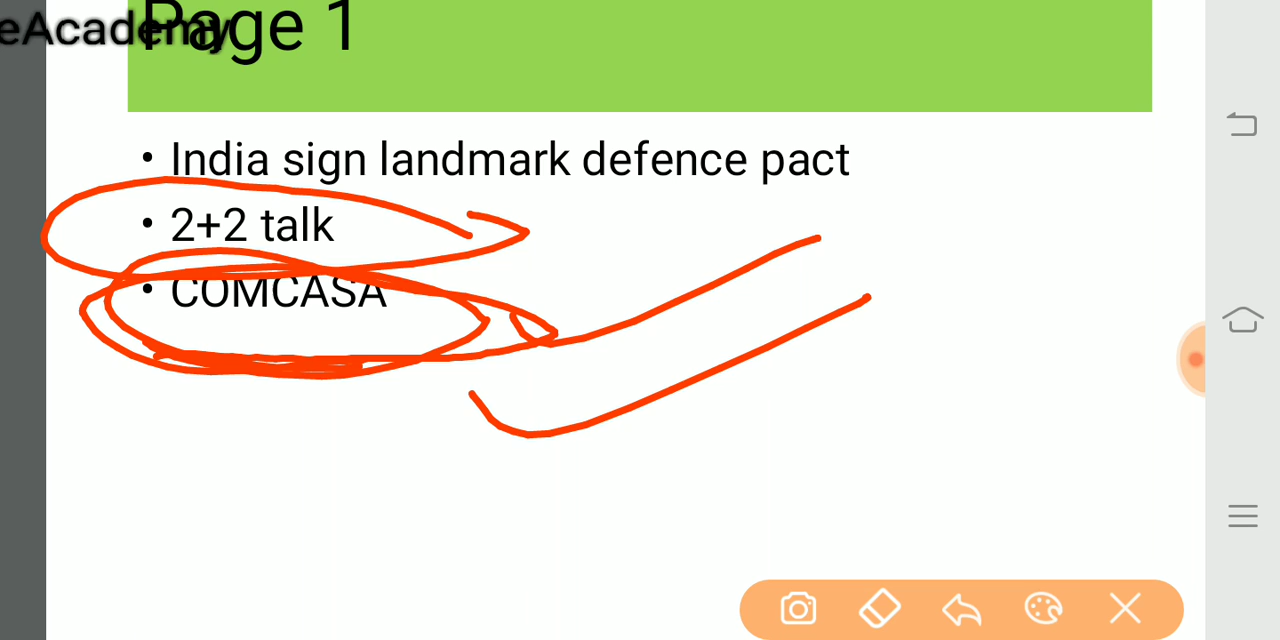 eAcademy
Page 1
• India sign landmark defence pact
• 2+2 talk
• COMCASA